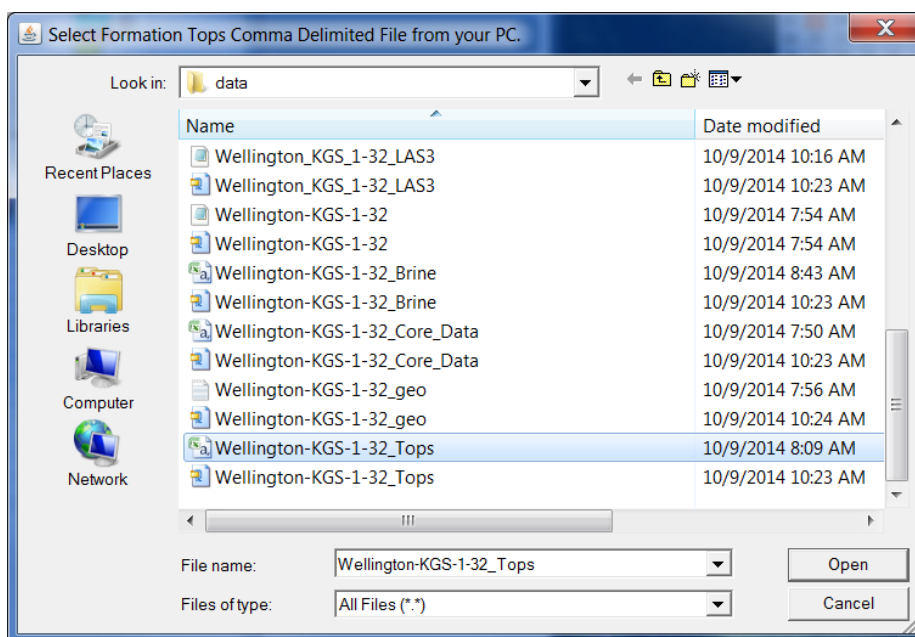 Select Formation Tops Comma Delimited File from your PC.
Look in: data
Name Date modified
Wellington_KGS_1-32_LAS3 10/9/2014 10:16 AM
Wellington_KGS_1-32_LAS3 10/9/2014 10:23 AM
Wellington-KGS-1-32 10/9/2014 7:54 AM
Wellington-KGS-1-32 10/9/2014 7:54 AM
Wellington-KGS-1-32_Brine 10/9/2014 8:43 AM
Wellington-KGS-1-32_Brine 10/9/2014 10:23 AM
Wellington-KGS-1-32_Core_Data 10/9/2014 7:50 AM
Wellington-KGS-1-32_Core_Data 10/9/2014 10:23 AM
Wellington-KGS-1-32_geo 10/9/2014 7:56 AM
Wellington-KGS-1-32_geo 10/9/2014 10:24 AM
Wellington-KGS-1-32_Tops 10/9/2014 8:09 AM
Wellington-KGS-1-32_Tops 10/9/2014 10:23 AM
Recent Places
Desktop
Libraries
Computer
Network
File name: Wellington-KGS-1-32_Tops Open
Files of type: All Files (*.*) Cancel